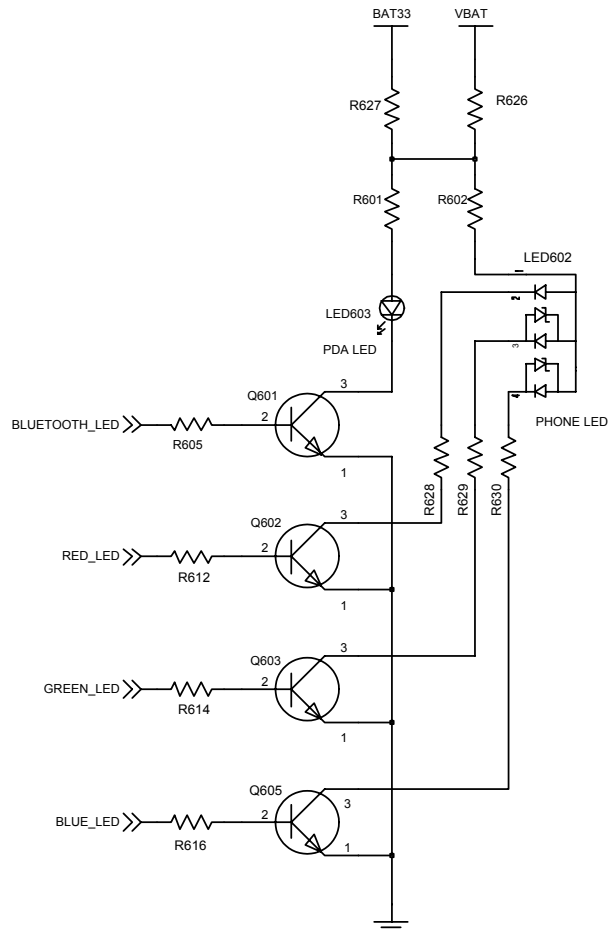 BAT33
VBAT
R627
R626
R601
R602
LED602
1
2
LED603
3
PDA LED
4
PHONE LED
Q601
3
2
BLUETOOTH_LED
R605
1
R628
R629
R630
Q602
3
2
RED_LED
R612
1
Q603
3
2
GREEN_LED
R614
1
Q605
3
2
BLUE_LED
R616
1